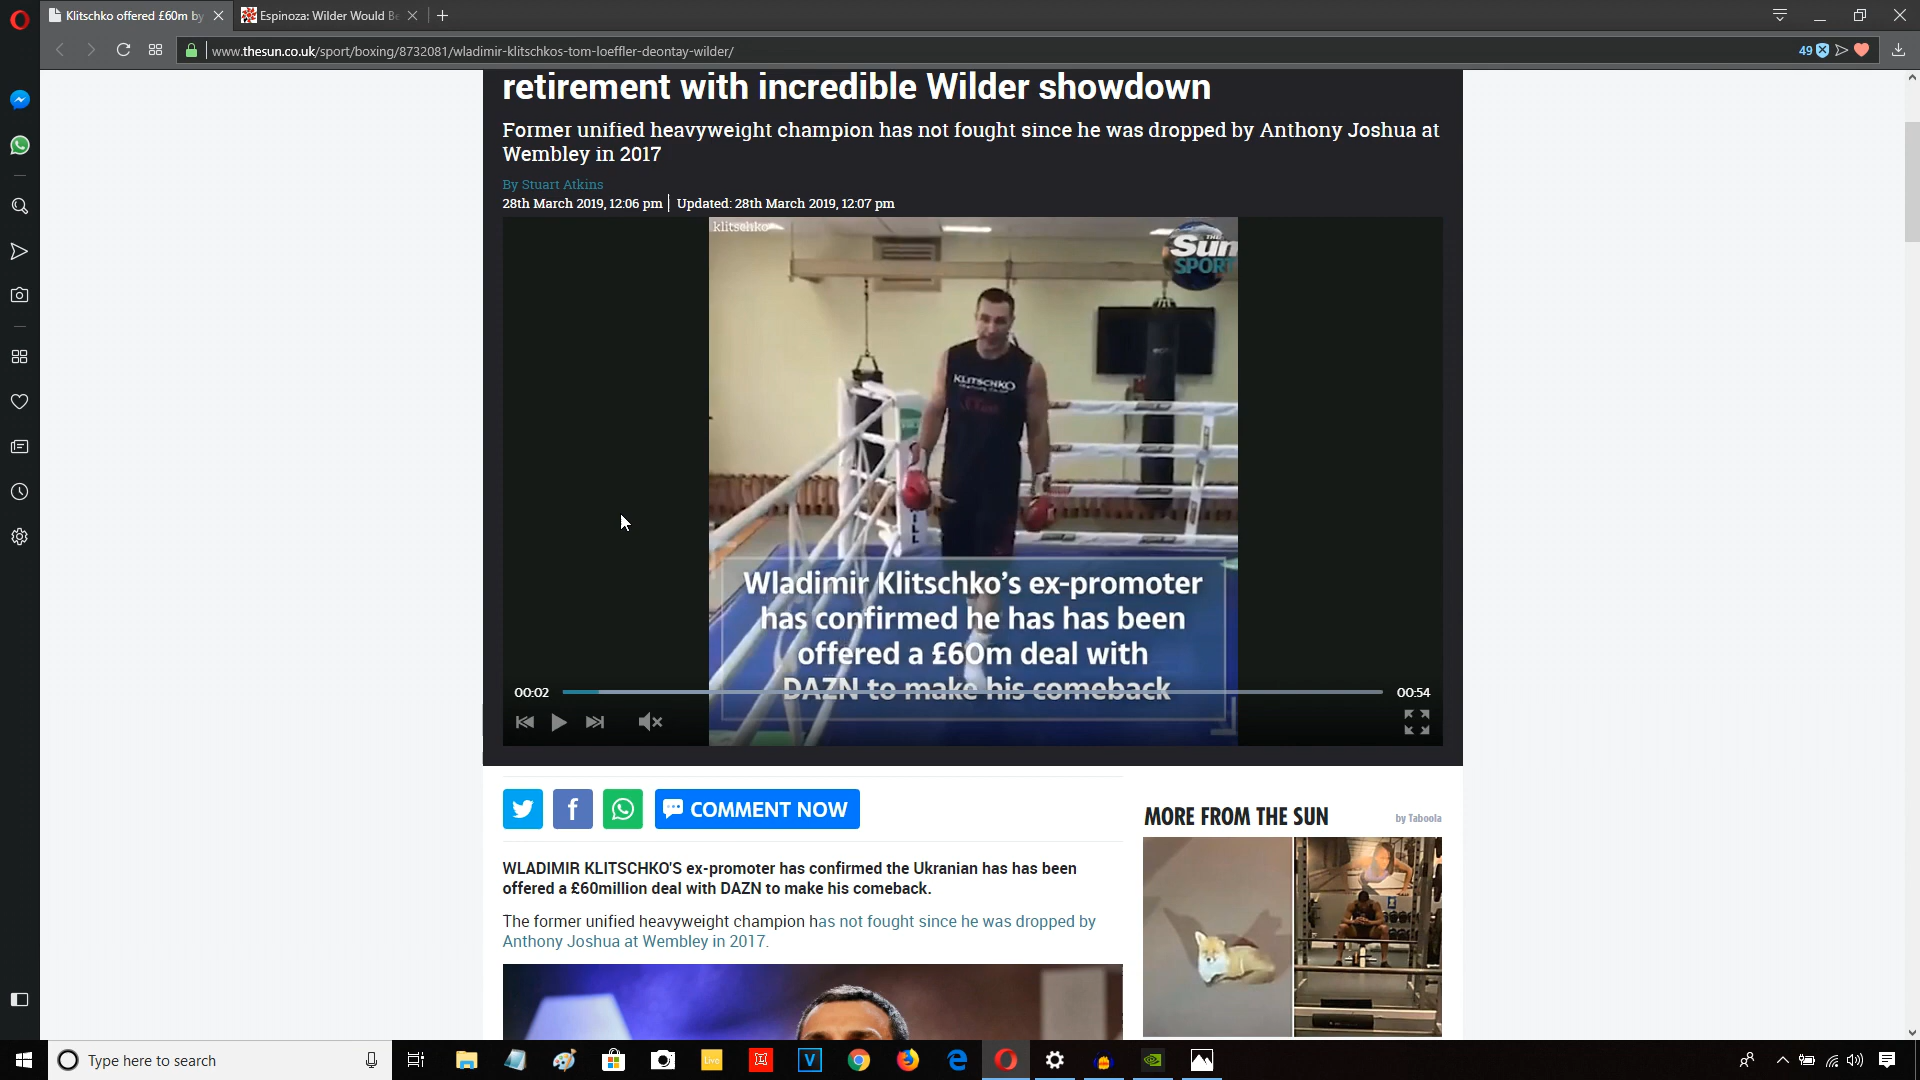 Klitschko offered £60m by
Espinoza: Wilder Would Be
www.thesun.co.uk/sport/boxing/8732081/wladimir-klitschkos-tom-loeffler-deontay-wilder/
49
retirement with incredible Wilder showdown
Former unified heavyweight champion has not fought since he was dropped by Anthony Joshua at
Wembley in 2017
By Stuart Atkins
28th March 2019, 12:06 pm
Updated: 28th March 2019, 12:07 pm
klitschko
THE
Sun
SPORT
KLITSCHKO
Wladimir Klitschko's ex-promoter
has confirmed he has has been
offered a £60m deal with
DAZN to make his comeback
00:02
00:54
COMMENT NOW
MORE FROM THE SUN
by Taboola
WLADIMIR KLITSCHKO'S ex-promoter has confirmed the Ukranian has has been
offered a £60million deal with DAZN to make his comeback.
The former unified heavyweight champion has not fought since he was dropped by
Anthony Joshua at Wembley in 2017.
Type here to search
Live
V